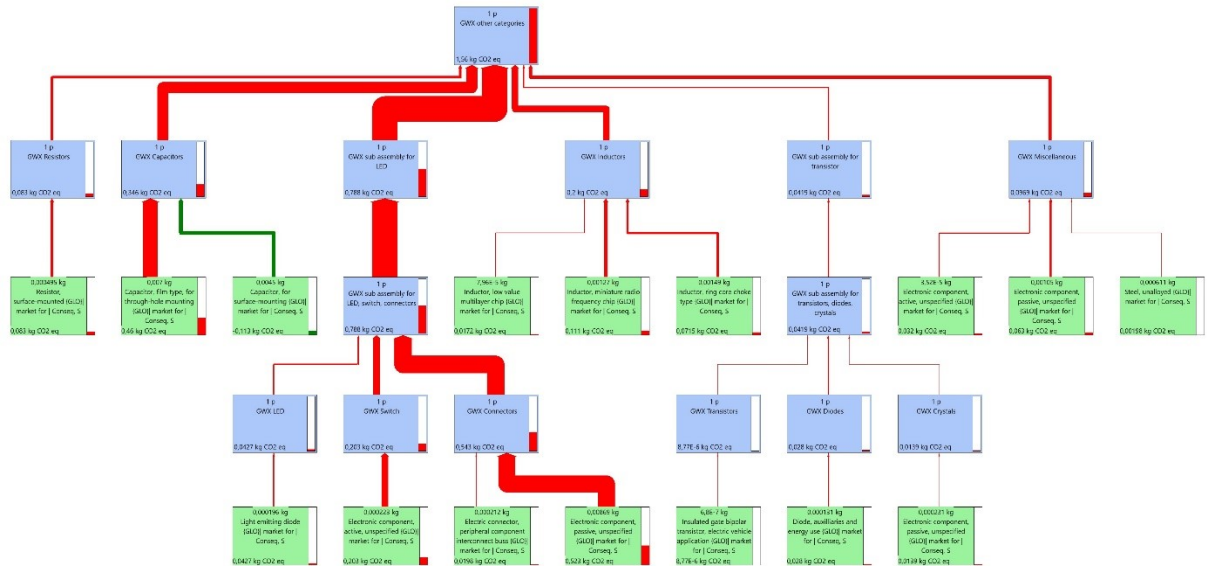 1 p
GWX other categories
1,56 kg CO2 eq
1 p
GWX Resistors
0,083 kg CO2 eq
1 p
GWX Capacitors
0,346 kg CO2 eq
1 p
GWX sub assembly for
LED
0,788 kg CO2 eq
1 p
GWX Inductors
0,2 kg CO2 eq
1 p
GWX sub assembly for
transistor
0,0419 kg CO2 eq
1 p
GWX Miscellaneous
0,0969 kg CO2 eq
0,000495 kg
Resistor,
surface-mounted {GLO}|
market for | Conseq, S
0,083 kg CO2 eq
0,007 kg
Capacitor, film type, for
through-hole mounting
{GLO}| market for |
Conseq, S
0,46 kg CO2 eq
0,0045 kg
Capacitor, for
surface-mounting {GLO}|
market for | Conseq, S
-0,113 kg CO2 eq
1 p
GWX sub assembly for
LED, switch, connectors
0,788 kg CO2 eq
7,96E-5 kg
Inductor, low value
multilayer chip {GLO}|
market for | Conseq, S
0,0172 kg CO2 eq
0,00127 kg
Inductor, miniature radio
frequency chip {GLO}|
market for | Conseq, S
0,111 kg CO2 eq
0,00149 kg
Inductor, ring core choke
type {GLO}| market for |
Conseq, S
0,0715 kg CO2 eq
1 p
GWX sub assembly for
transistors, diodes,
crystals
0,0419 kg CO2 eq
3,52E-5 kg
Electronic component,
active, unspecified {GLO}|
market for | Conseq, S
0,032 kg CO2 eq
0,00105 kg
Electronic component,
passive, unspecified
{GLO}| market for |
Conseq, S
0,063 kg CO2 eq
0,000611 kg
Steel, unalloyed {GLO}|
market for | Conseq, S
0,00198 kg CO2 eq
1 p
GWX LED
0,0427 kg CO2 eq
1 p
GWX Switch
0,203 kg CO2 eq
1 p
GWX Connectors
0,543 kg CO2 eq
1 p
GWX Transistors
8,77E-6 kg CO2 eq
1 p
GWX Diodes
0,028 kg CO2 eq
1 p
GWX Crystals
0,0139 kg CO2 eq
0,000196 kg
Light emitting diode
{GLO}| market for |
Conseq, S
0,0427 kg CO2 eq
0,000223 kg
Electronic component,
active, unspecified {GLO}|
market for | Conseq, S
0,203 kg CO2 eq
0,000212 kg
Electric connector,
peripheral component
interconnect buss {GLO}|
market for | Conseq, S
0,0198 kg CO2 eq
0,00869 kg
Electronic component,
passive, unspecified
{GLO}| market for |
Conseq, S
0,523 kg CO2 eq
6,8E-7 kg
Insulated gate bipolar
transistor, electric vehicle
application {GLO}| market
for | Conseq, S
8,77E-6 kg CO2 eq
0,000131 kg
Diode, auxilliaries and
energy use {GLO}| market
for | Conseq, S
0,028 kg CO2 eq
0,000231 kg
Electronic component,
passive, unspecified
{GLO}| market for |
Conseq, S
0,0139 kg CO2 eq